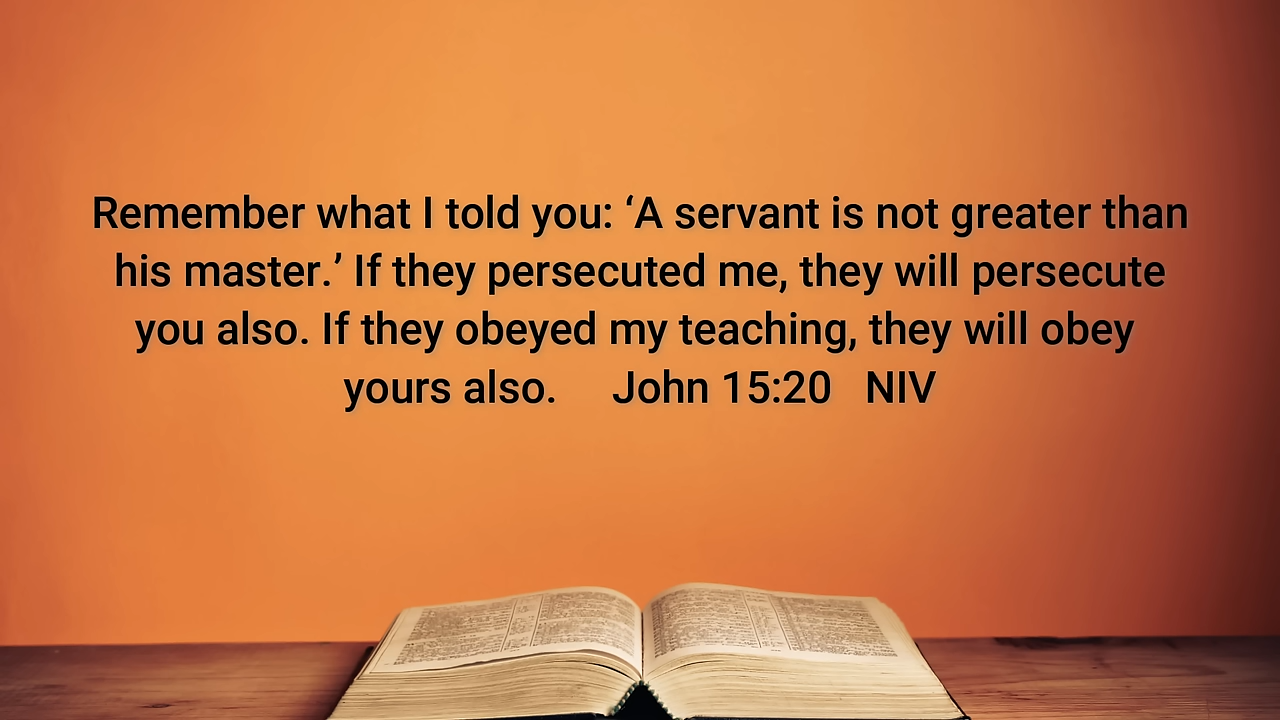 Remember what I told you: ‘A servant is not greater than
his master.’ If they persecuted me, they will persecute
you also. If they obeyed my teaching, they will obey
yours also. John 15:20 NIV